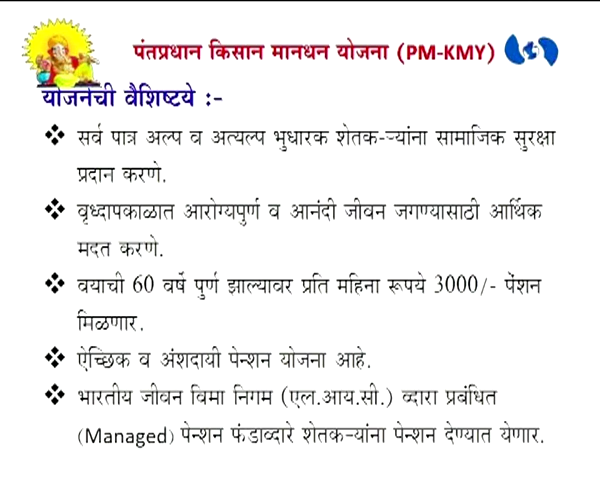 पंतप्रधान किसान मानधन योजना (PM-KMY)
योजनेची वैशिष्टये :-
❖ सर्व पात्र अल्प व अत्यल्प भुधारक शेतक-ऱ्यांना सामाजिक सुरक्षा
प्रदान करणे.
❖ वृध्दापकाळात आरोग्यपुर्ण व आनंदी जीवन जगण्यासाठी आर्थिक
मदत करणे.
❖ वयाची 60 वर्षे पुर्ण झाल्यावर प्रति महिना रूपये 3000/- पेंशन
मिळणार.
❖ ऐच्छिक व अंशदायी पेन्शन योजना आहे.
❖ भारतीय जीवन विमा निगम (एल.आय.सी.) व्दारा प्रबंधित
(Managed) पेन्शन फंडाव्दारे शेतकऱ्यांना पेन्शन देण्यात येणार.